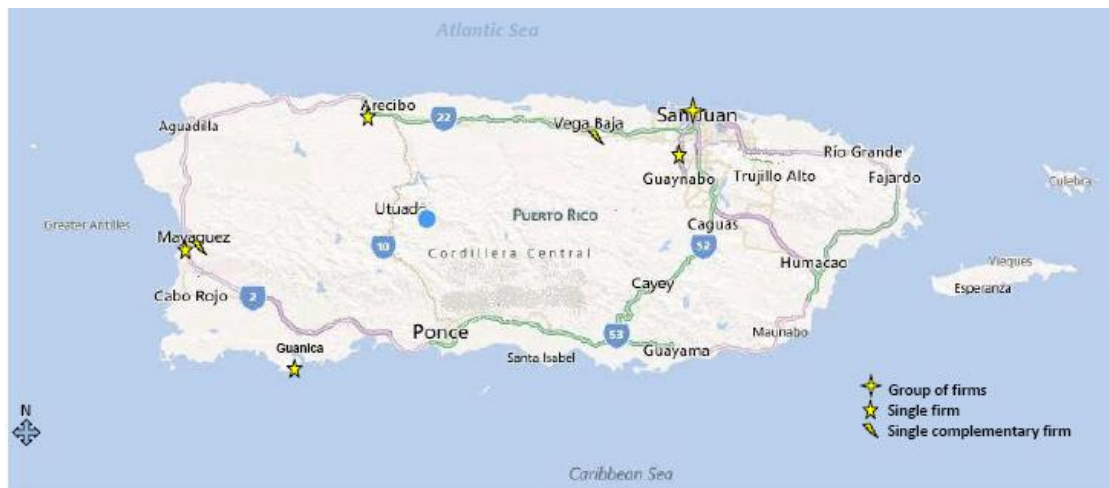 Atlantic Sea
Arecibo
22
Vega Baja
San Juan
Aguadilla
Río Grande
Guaynabo
Trujillo Alto
Fajardo
Culebra
Utuado
PUERTO RICO
Greater Antilles
Caguas
Mayaguez
10
Cordillera Central
52
Humacao
Vieques
Cabo Rojo
2
Cayey
Esperanza
Ponce
53
Maunabo
Guanica
Santa Isabel
Guayama
Group of firms
N
Single firm
Single complementary firm
Caribbean Sea